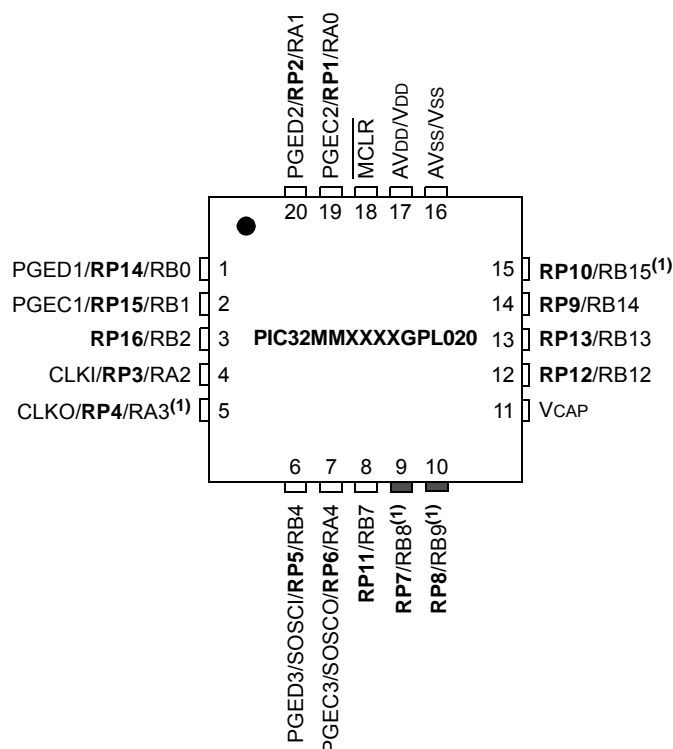 PGED2/RP2/RA1
PGEC2/RP1/RA0
MCLR
AVDD/VDD
AVSS/VSS
20
19
18
17
16
PGED1/RP14/RB0
1
15
RP10/RB15(1)
PGEC1/RP15/RB1
2
14
RP9/RB14
RP16/RB2
3
PIC32MMXXXXGPL020
13
RP13/RB13
CLKI/RP3/RA2
4
12
RP12/RB12
CLKO/RP4/RA3(1)
5
11
VCAP
6
7
8
9
10
PGED3/SOSCI/RP5/RB4
PGEC3/SOSCO/RP6/RA4
RP11/RB7
RP7/RB8(1)
RP8/RB9(1)